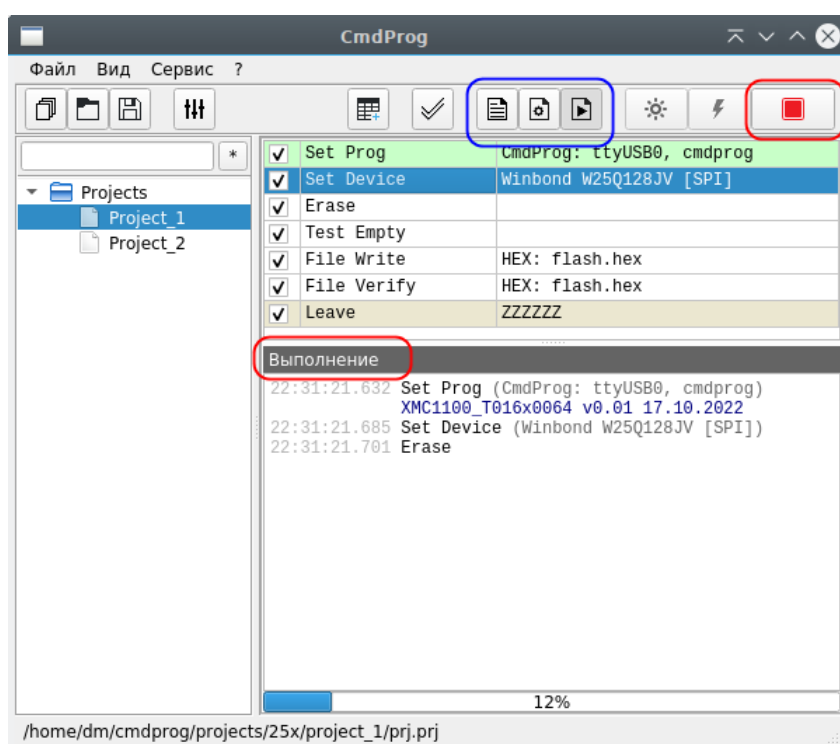 CmdProg
Файл Вид Сервис ?
*
Projects
Project_1
Project_2
Set Prog CmdProg: ttyUSB0, cmdprog
Set Device Winbond W25Q128JV [SPI]
Erase
Test Empty
File Write HEX: flash.hex
File Verify HEX: flash.hex
Leave ZZZZZZ
Выполнение
22:31:21.632 Set Prog (CmdProg: ttyUSB0, cmdprog)
XMC1100_T016x0064 v0.01 17.10.2022
22:31:21.685 Set Device (Winbond W25Q128JV [SPI])
22:31:21.701 Erase
12%
/home/dm/cmdprog/projects/25x/project_1/prj.prj